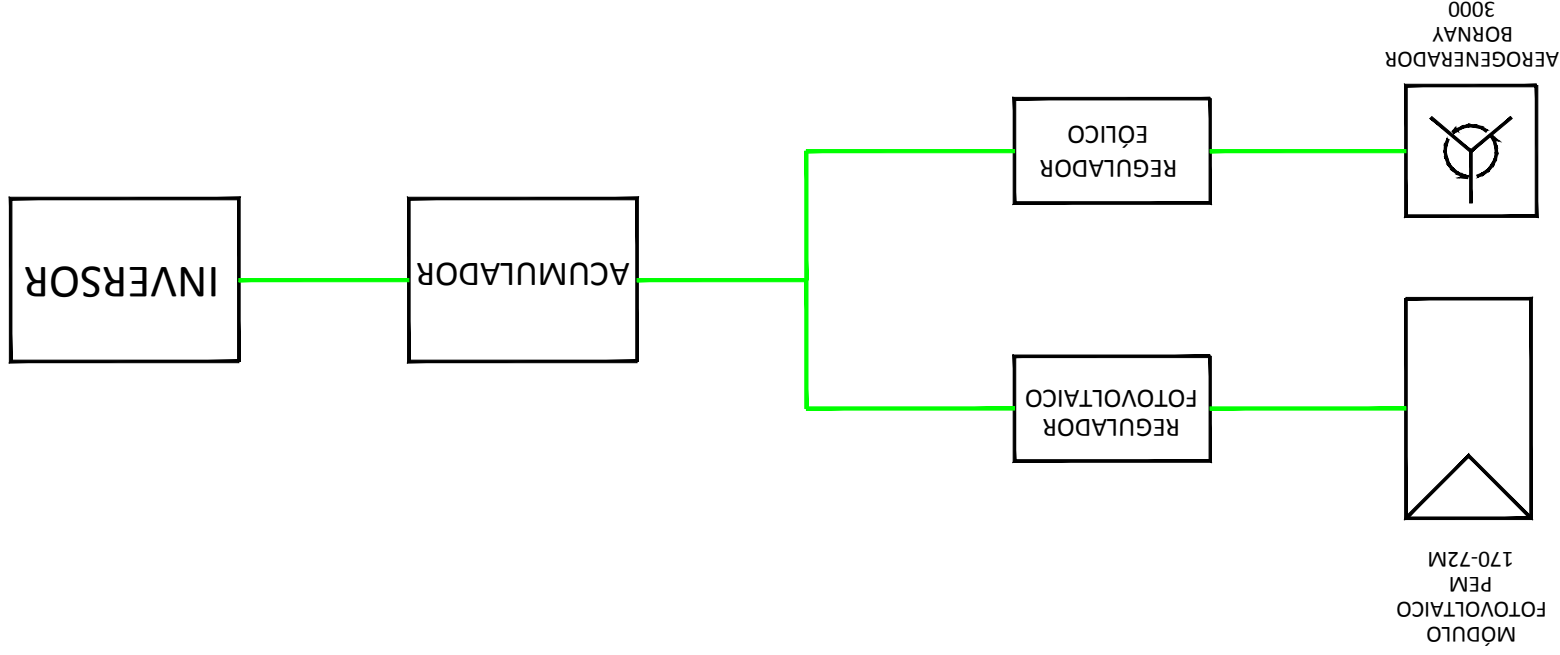 MÓDULO
FOTOVOLTAICO
PEM
170-72M
REGULADOR
FOTOVOLTAICO
ACUMULADOR
INVERSOR
REGULADOR
EÓLICO
AEROGENERADOR
BORNAY
3000